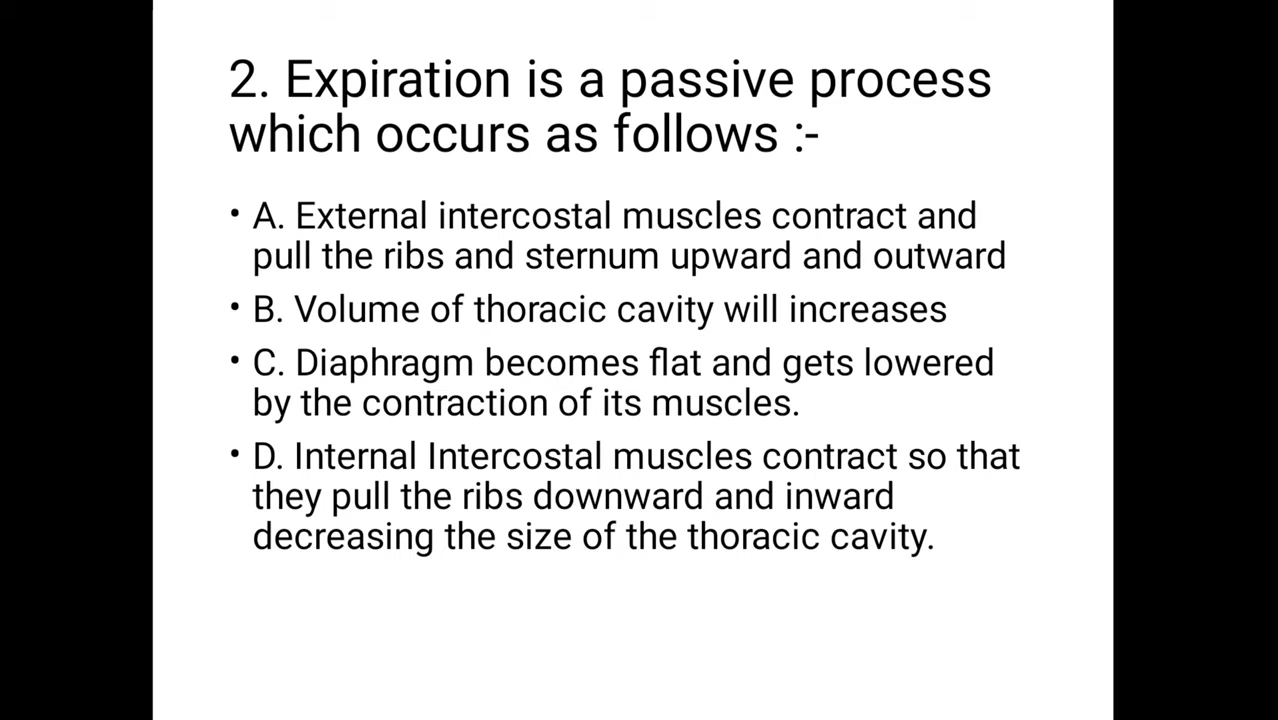 2. Expiration is a passive process
which occurs as follows :-
• A. External intercostal muscles contract and
pull the ribs and sternum upward and outward
• B. Volume of thoracic cavity will increases
• C. Diaphragm becomes flat and gets lowered
by the contraction of its muscles.
• D. Internal Intercostal muscles contract so that
they pull the ribs downward and inward
decreasing the size of the thoracic cavity.